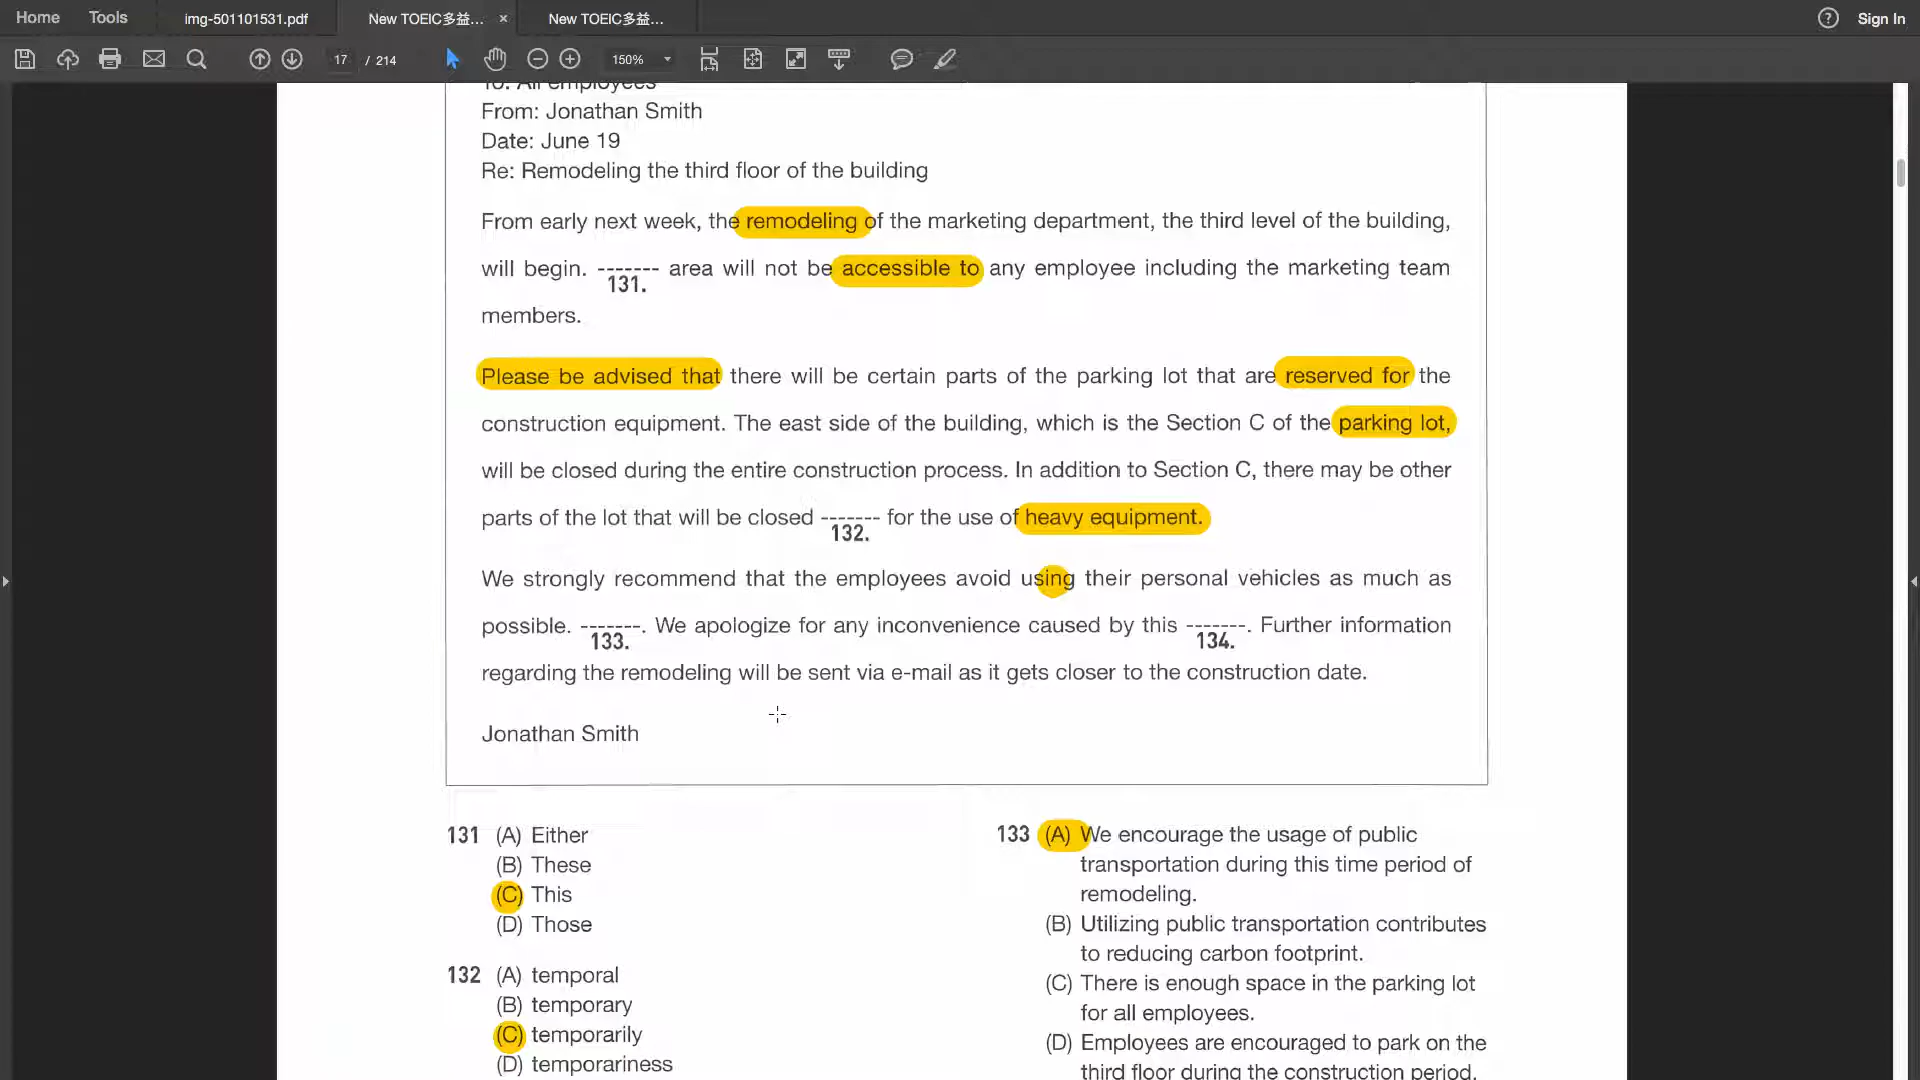 Home
Tools
img-501101531.pdf
New TOEIC多益...
×
New TOEIC多益...
?
Sign In
17
/ 214
150%
To: All employees
From: Jonathan Smith
Date: June 19
Re: Remodeling the third floor of the building
From early next week, the remodeling of the marketing department, the third level of the building,
will begin. ------- area will not be accessible to any employee including the marketing team
131.
members.
Please be advised that there will be certain parts of the parking lot that are reserved for the
construction equipment. The east side of the building, which is the Section C of the parking lot,
will be closed during the entire construction process. In addition to Section C, there may be other
parts of the lot that will be closed ------- for the use of heavy equipment.
132.
We strongly recommend that the employees avoid using their personal vehicles as much as
possible. -------. We apologize for any inconvenience caused by this -------. Further information
133. 134.
regarding the remodeling will be sent via e-mail as it gets closer to the construction date.
Jonathan Smith
131 (A) Either
(B) These
(C) This
(D) Those
132 (A) temporal
(B) temporary
(C) temporarily
(D) temporariness
133 (A) We encourage the usage of public
transportation during this time period of
remodeling.
(B) Utilizing public transportation contributes
to reducing carbon footprint.
(C) There is enough space in the parking lot
for all employees.
(D) Employees are encouraged to park on the
third floor during the construction period.